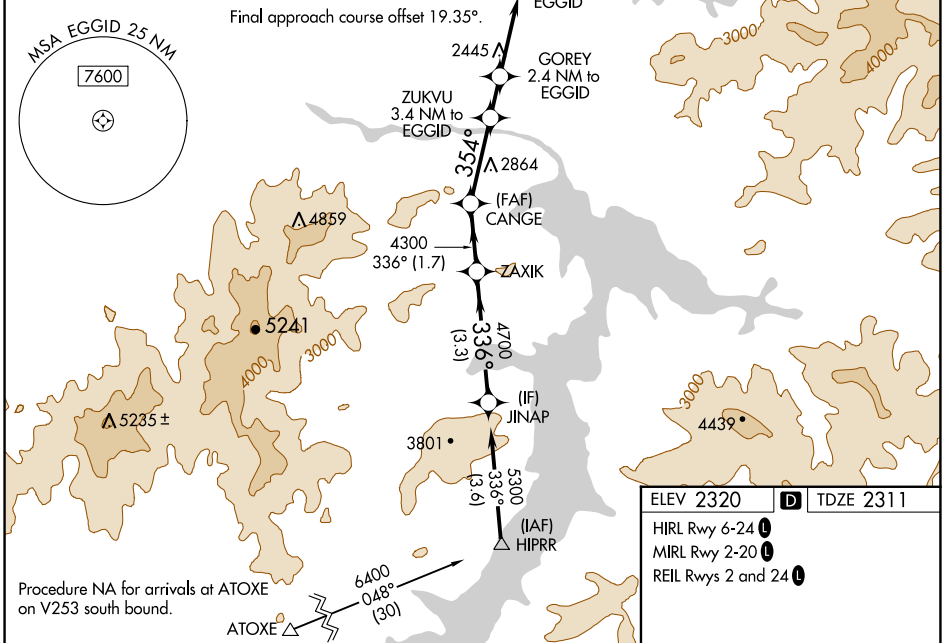 EGGID
Final approach course offset 19.35°.
MSA EGGID 25 NM
7600
2445
GOREY
2.4 NM to
EGGID
ZUKVU
3.4 NM to
EGGID
354°
2864
(FAF)
CANGE
4300
336° (1.7)
ZAXIK
4859
5241
3000
4000
5235 ±
4700
336°
(3.3)
(IF)
JINAP
3801
5300
336°
(3.6)
(IAF)
HIPRR
3000
4000
3000
4439
6400
048°
(30)
ATOXE
Procedure NA for arrivals at ATOXE
on V253 south bound.
ELEV 2320 D TDZE 2311
HIRL Rwy 6-24 L
MIRL Rwy 2-20 L
REIL Rwys 2 and 24 L